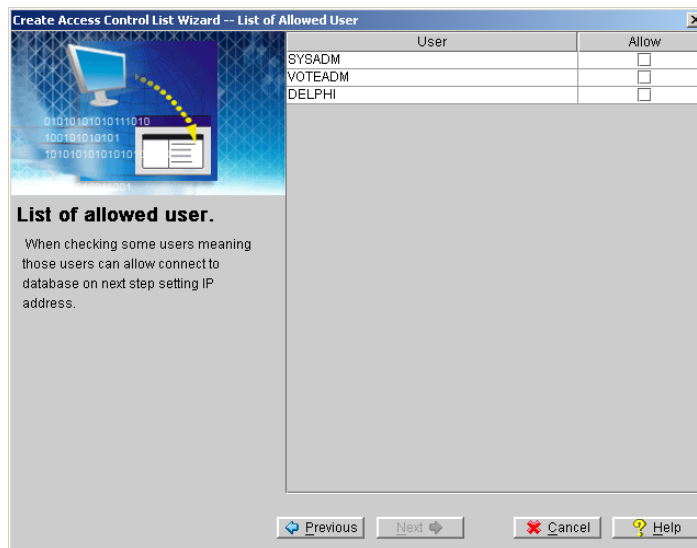 Create Access Control List Wizard -- List of Allowed User
User Allow
SYSADM
VOTEADM
DELPHI
01010101010111010
100101010101
List of allowed user.
When checking some users meaning
those users can allow connect to
database on next step setting IP
address.
Previous Next Cancel Help